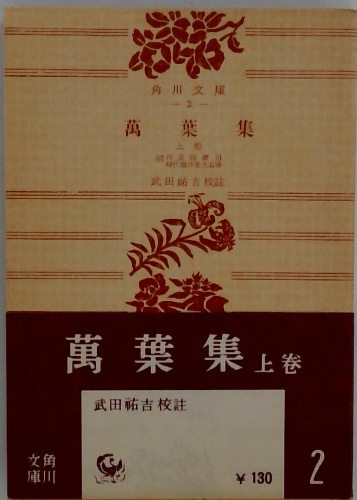 角川文庫
— 2 —
萬葉集
上卷
武田祐吉校註
萬葉集 上卷
武田祐吉校註
角川文庫
¥130
2